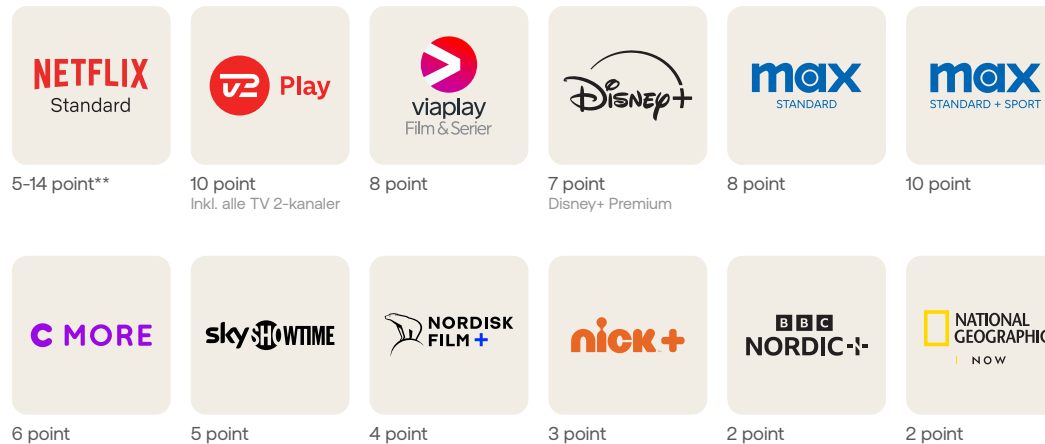 NETFLIX
Standard
5-14 point**
TV2 Play
10 point
Inkl. alle TV 2-kanaler
viaplay
Film & Serier
8 point
Disney+
7 point
Disney+ Premium
max
STANDARD
8 point
max
STANDARD + SPORT
10 point
C MORE
6 point
sky SHOWTIME
5 point
NORDISK
FILM +
4 point
nick+
3 point
BBC
NORDIC+
2 point
NATIONAL
GEOGRAPHIC
NOW
2 point